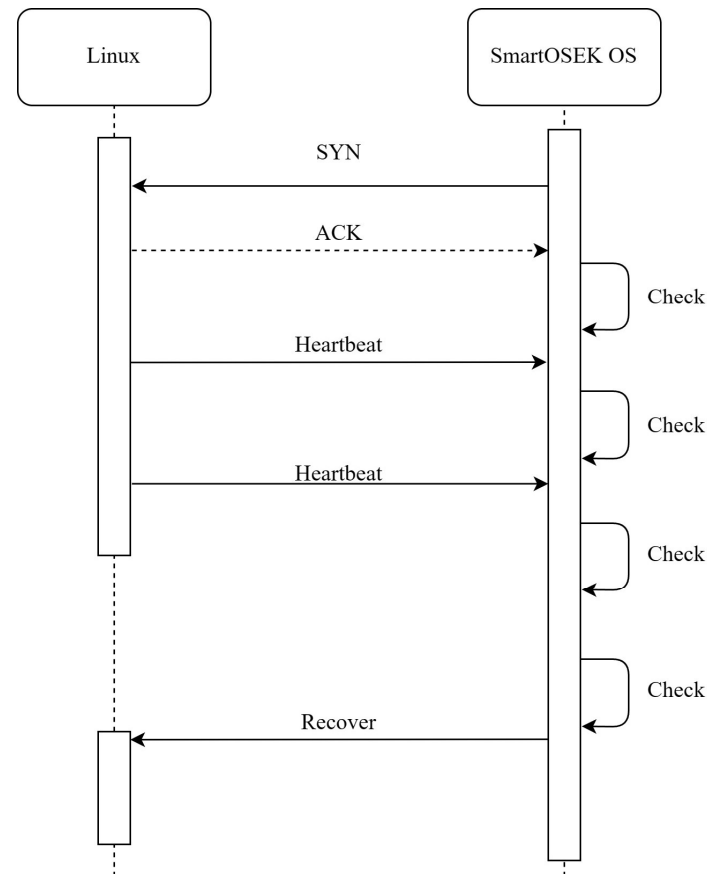 Linux
SmartOSEK OS
SYN
ACK
Check
Heartbeat
Check
Heartbeat
Check
Check
Recover